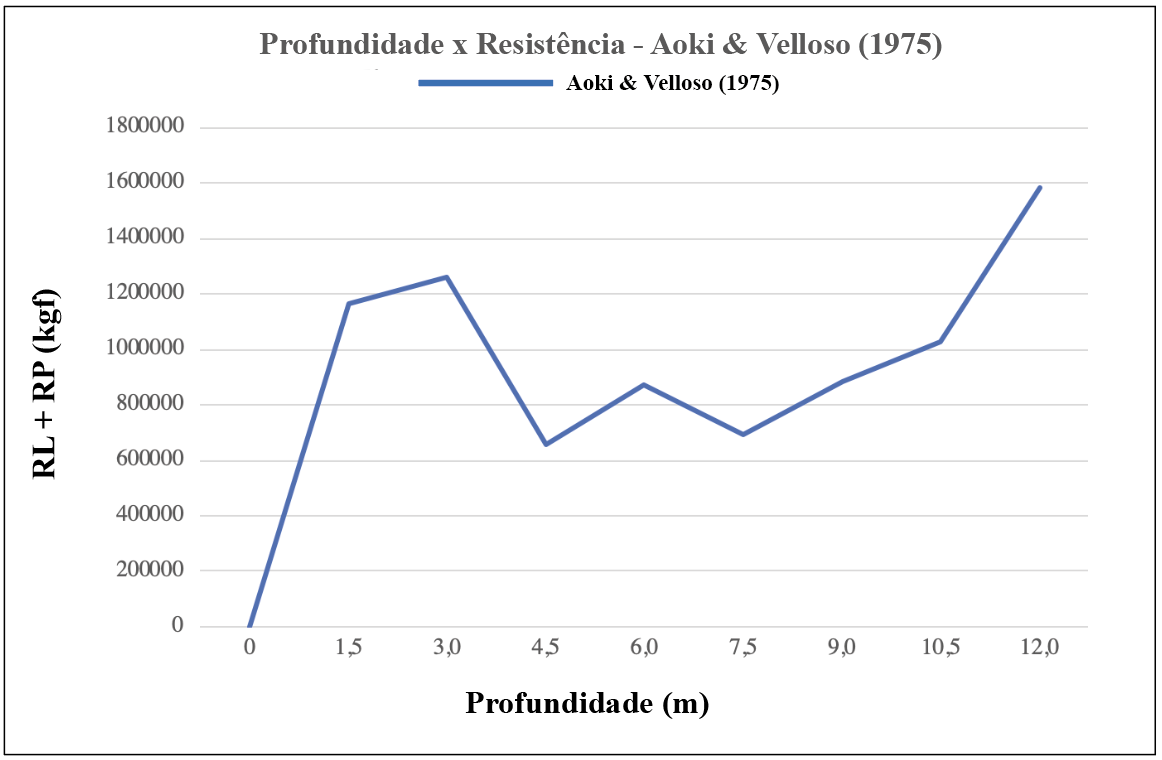 Profundidade x Resistência - Aoki & Velloso (1975)
Aoki & Velloso (1975)
1800000
1600000
1400000
1200000
1000000
800000
600000
400000
200000
0
RL + RP (kgf)
0 1,5 3,0 4,5 6,0 7,5 9,0 10,5 12,0
Profundidade (m)